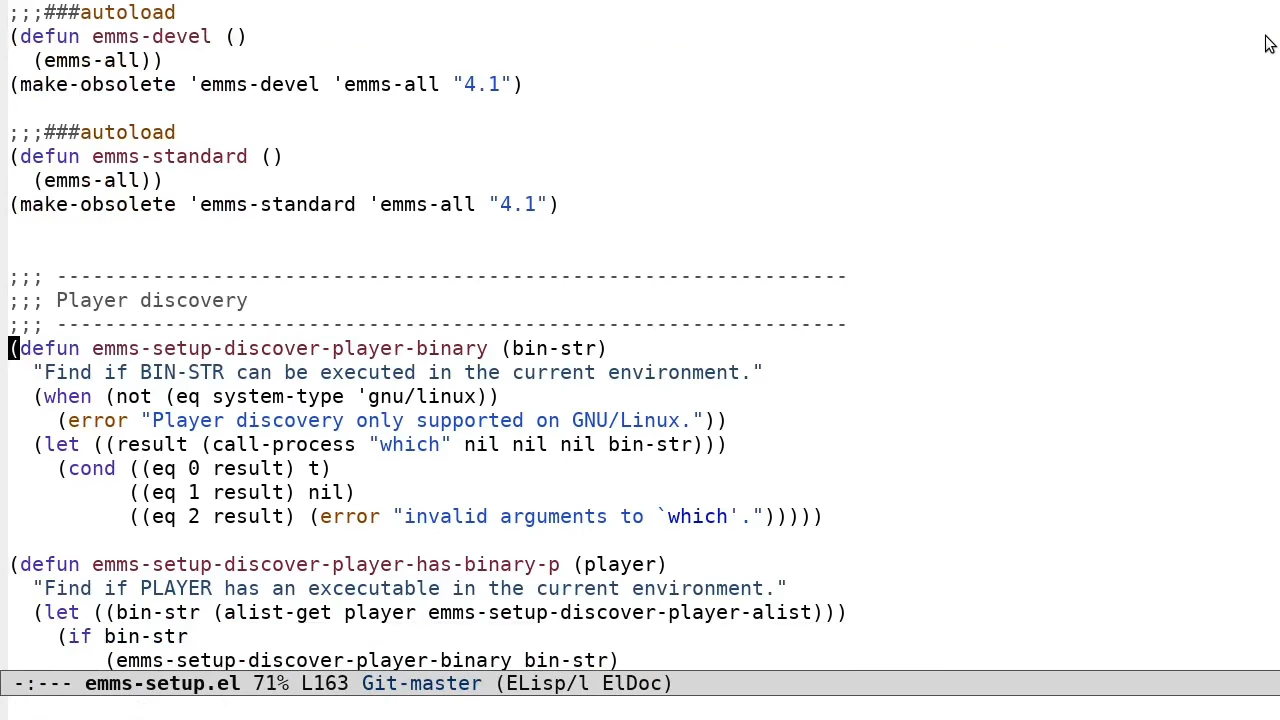 ;;;###autoload
(defun emms-devel ()
  (emms-all))
(make-obsolete 'emms-devel 'emms-all "4.1")

;;;###autoload
(defun emms-standard ()
  (emms-all))
(make-obsolete 'emms-standard 'emms-all "4.1")


;;; ------------------------------------------------------------------
;;; Player discovery
;;; ------------------------------------------------------------------
(defun emms-setup-discover-player-binary (bin-str)
  "Find if BIN-STR can be executed in the current environment."
  (when (not (eq system-type 'gnu/linux))
    (error "Player discovery only supported on GNU/Linux."))
  (let ((result (call-process "which" nil nil nil bin-str)))
    (cond ((eq 0 result) t)
          ((eq 1 result) nil)
          ((eq 2 result) (error "invalid arguments to `which'.")))))

(defun emms-setup-discover-player-has-binary-p (player)
  "Find if PLAYER has an excecutable in the current environment."
  (let ((bin-str (alist-get player emms-setup-discover-player-alist)))
    (if bin-str
        (emms-setup-discover-player-binary bin-str)
-:--- emms-setup.el 71% L163 Git-master (ELisp/l ElDoc)